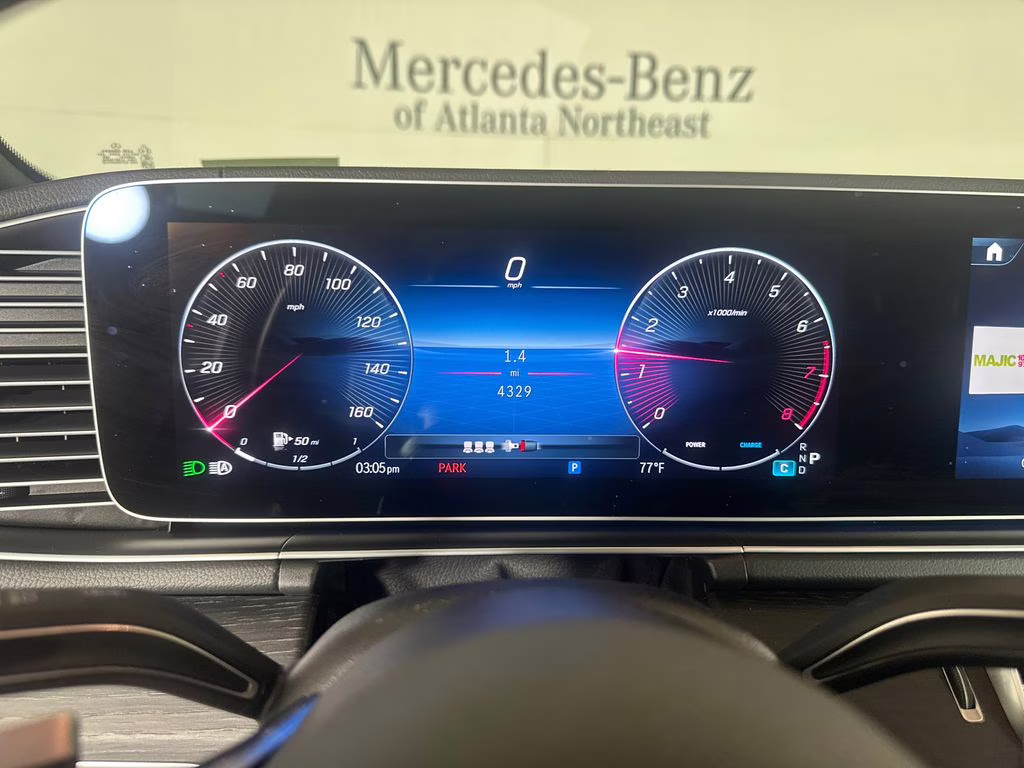 Mercedes-Benz
of Atlanta Northeast
0
mph
60 80 100
40 mph 120
20 140
0 160
0 50 mi 1
1/2
1.4
mi
4329
3 4 5
2 x1000/min 6
1 7
0 8
POWER CHARGE
03:05 pm PARK P 77°F C
R
N
D
P
A
MAJIC